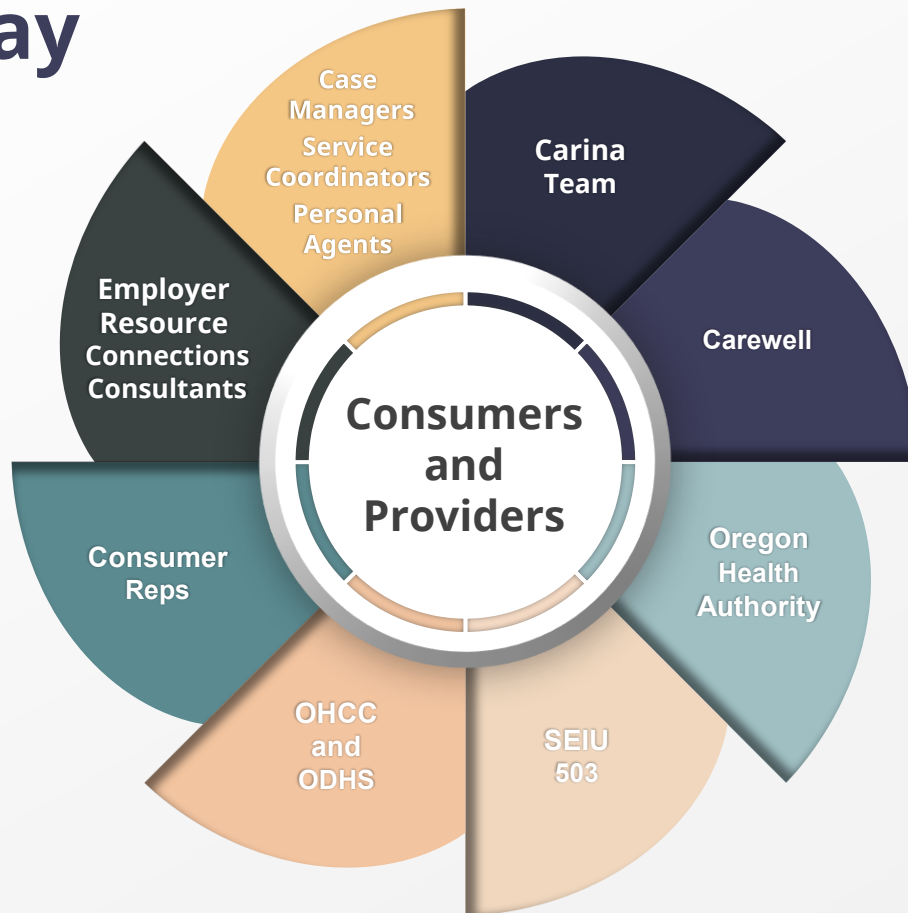 ay
Case
Managers
Service
Coordinators
Personal
Agents
Carina
Team
Carewell
Oregon
Health
Authority
SEIU
503
OHCC
and
ODHS
Consumer
Reps
Employer
Resource
Connections
Consultants
Consumers
and
Providers